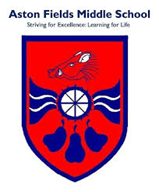 Aston Fields Middle School
Striving for Excellence: Learning for Life